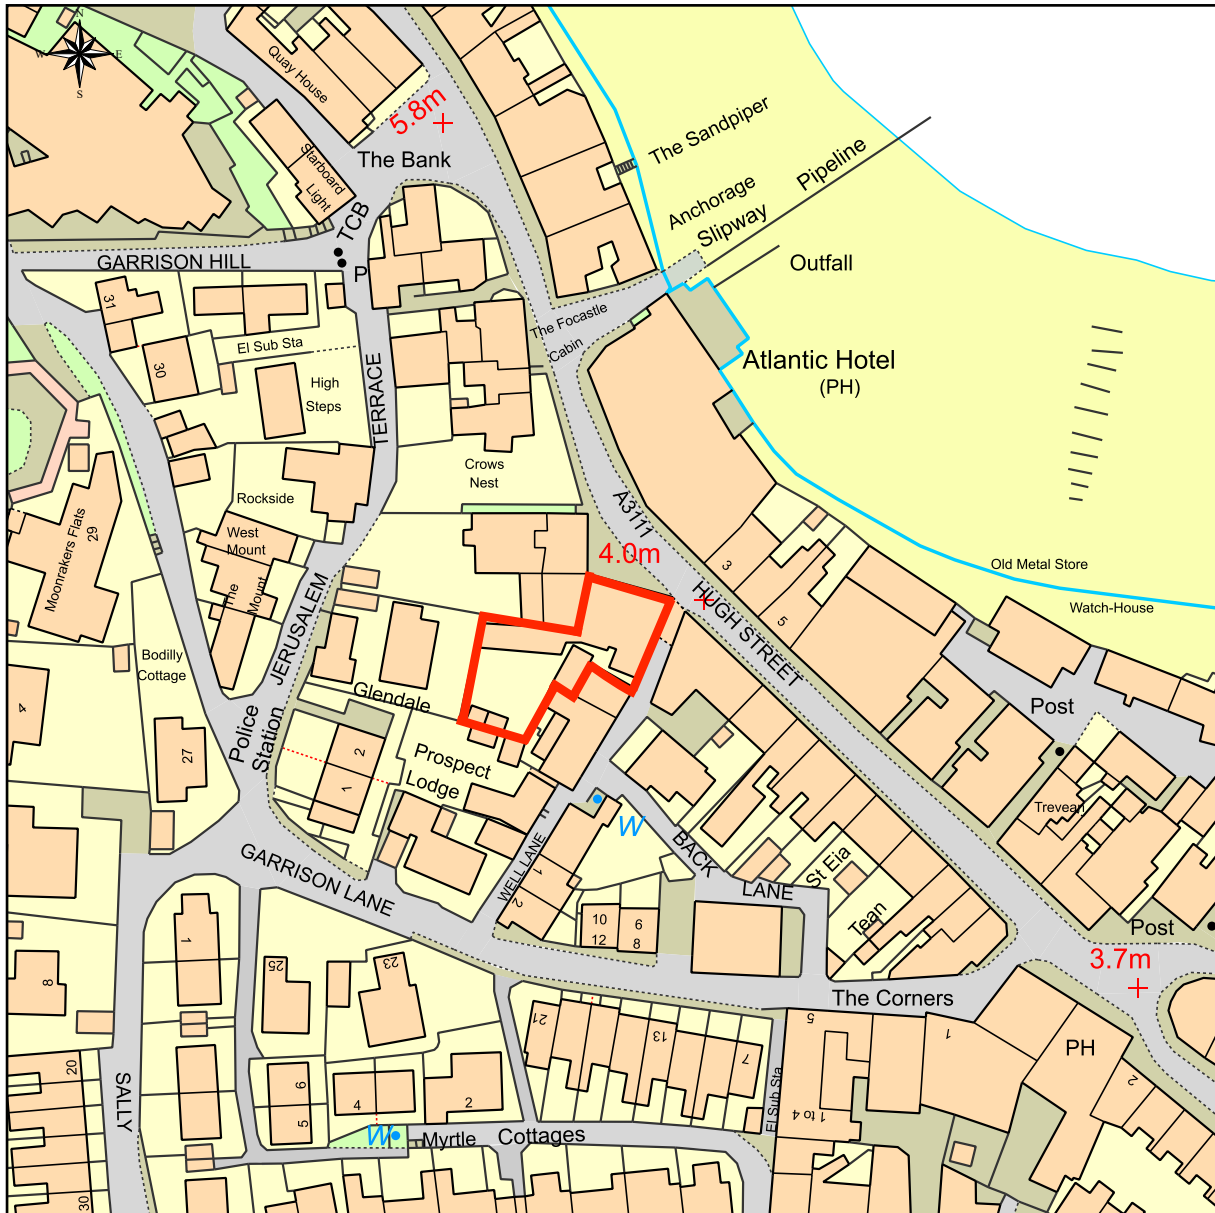 N
W
E
S
Quay House
5.8m
The Bank
Starboard
Light
TCB
P
GARRISON HILL
The Sandpiper
Anchorage
Slipway
Pipeline
Outfall
31
30
El Sub Sta
High
Steps
TERRACE
The Focastle
Cabin
Atlantic Hotel
(PH)
Crows
Nest
Rockside
West
Mount
The
Mount
Moonrakers Flats
29
A3111
4.0m
HUGH STREET
3
5
Old Metal Store
Watch-House
JERUSALEM
Bodilly
Cottage
4
27
Police
Station
Glendale
Prospect
Lodge
2
1
Post
Trevean
W
BACK
LANE
St Eia
Tean
WELL LANE
1
2
GARRISON LANE
10
12
6
8
Post
3.7m
The Corners
1
8
25
23
21
13
7
5
1
PH
2
El Sub Sta
1 to 4
20
SALLY
6
5
4
2
W
Myrtle
Cottages
30